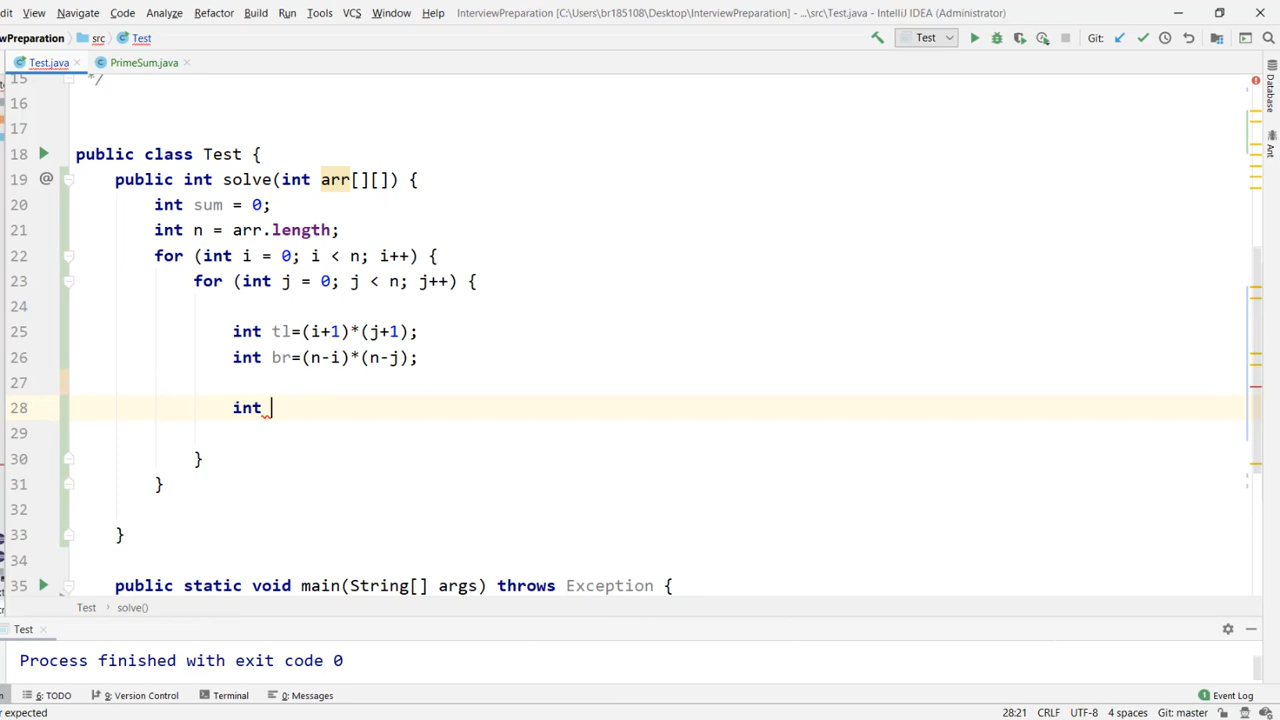 dit View Navigate Code Analyze Refactor Build Run Tools VCS Window Help InterviewPreparation [C:\Users\br185108\Desktop\InterviewPreparation] - ...\src\Test.java - IntelliJ IDEA (Administrator)
wPreparation src Test Test Git:
Test.java PrimeSum.java
15 */
16
17
18 public class Test {
19 @ public int solve(int arr[][]) {
20 int sum = 0;
21 int n = arr.length;
22 for (int i = 0; i < n; i++) {
23 for (int j = 0; j < n; j++) {
24
25 int tl=(i+1)*(j+1);
26 int br=(n-i)*(n-j);
27
28 int
29
30 }
31 }
32
33 }
34
35 public static void main(String[] args) throws Exception {
Database
Ant
Test solve()
Test
Process finished with exit code 0
6: TODO 9: Version Control Terminal 0: Messages Event Log
r expected 28:21 CRLF UTF-8 4 spaces Git: master